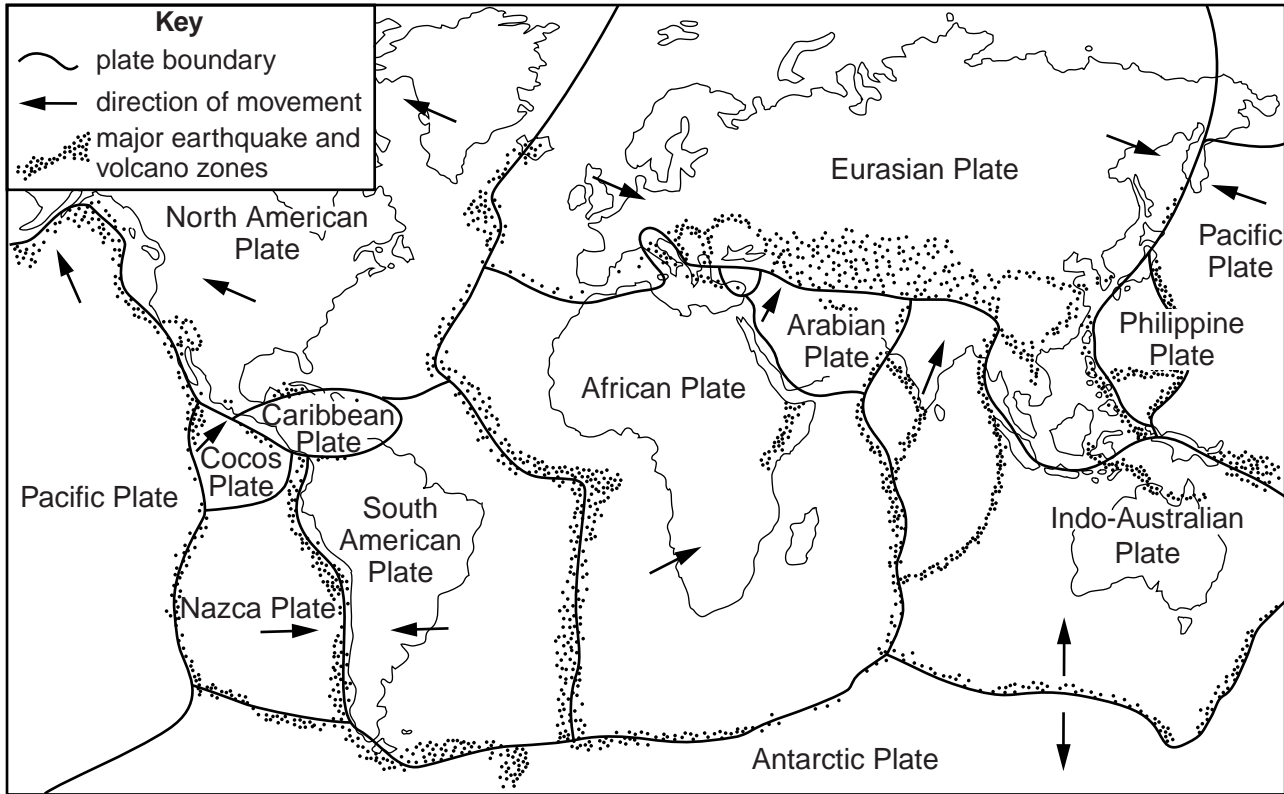 Key
plate boundary
direction of movement
major earthquake and
volcano zones
North American
Plate
Eurasian Plate
Pacific
Plate
Philippine
Plate
Arabian
Plate
African Plate
Caribbean
Plate
Cocos
Plate
Pacific Plate
South
American
Plate
Indo-Australian
Plate
Nazca Plate
Antarctic Plate